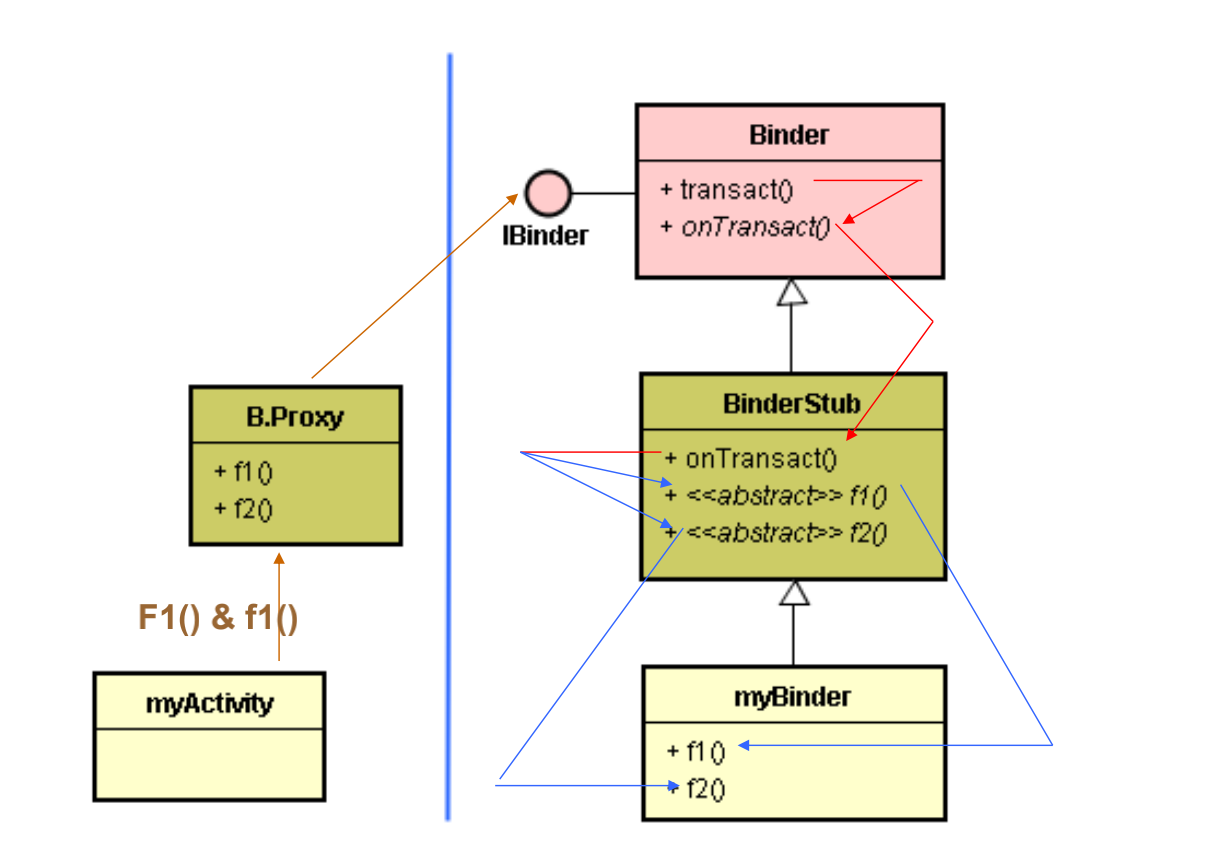 Binder
+ transact()
+ onTransact()
IBinder
B.Proxy
+ f1()
+ f2()
BinderStub
+ onTransact()
+ <<abstract>> f1()
+ <<abstract>> f2()
F1() & f1()
myActivity
myBinder
+ f1()
+ f2()